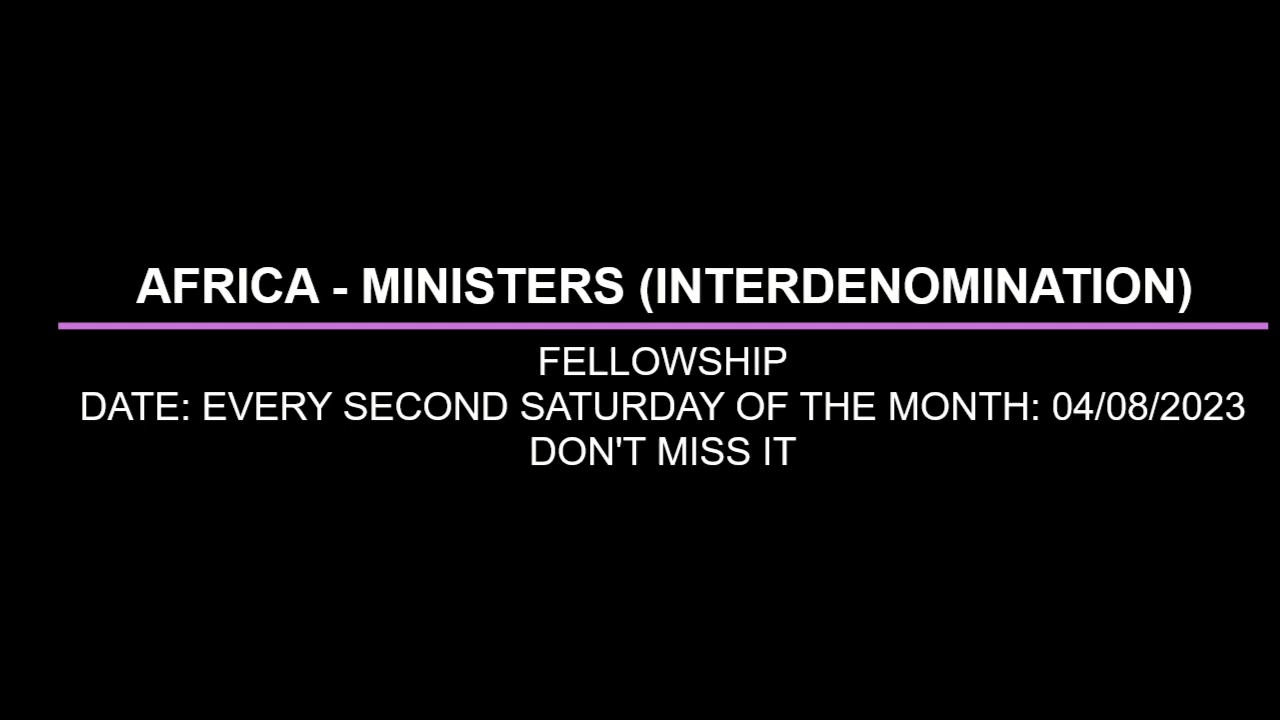 AFRICA - MINISTERS (INTERDENOMINATION)
FELLOWSHIP
DATE: EVERY SECOND SATURDAY OF THE MONTH: 04/08/2023
DON'T MISS IT